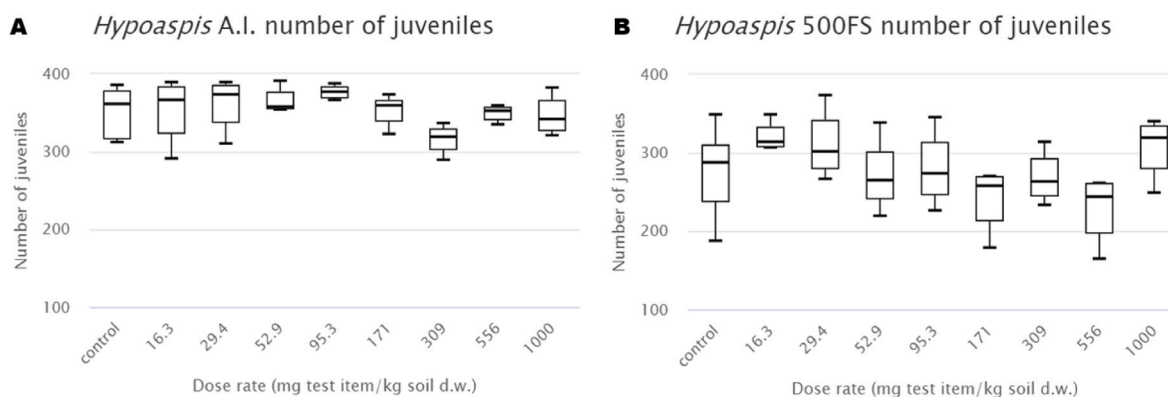 A Hypoaspis A.I. number of juveniles
Number of juveniles
400
300
200
100
control 16.3 29.4 52.9 95.3 171 309 556 1000
Dose rate (mg test item/kg soil d.w.)
B Hypoaspis 500FS number of juveniles
Number of juveniles
400
300
200
100
control 16.3 29.4 52.9 95.3 171 309 556 1000
Dose rate (mg test item/kg soil d.w.)